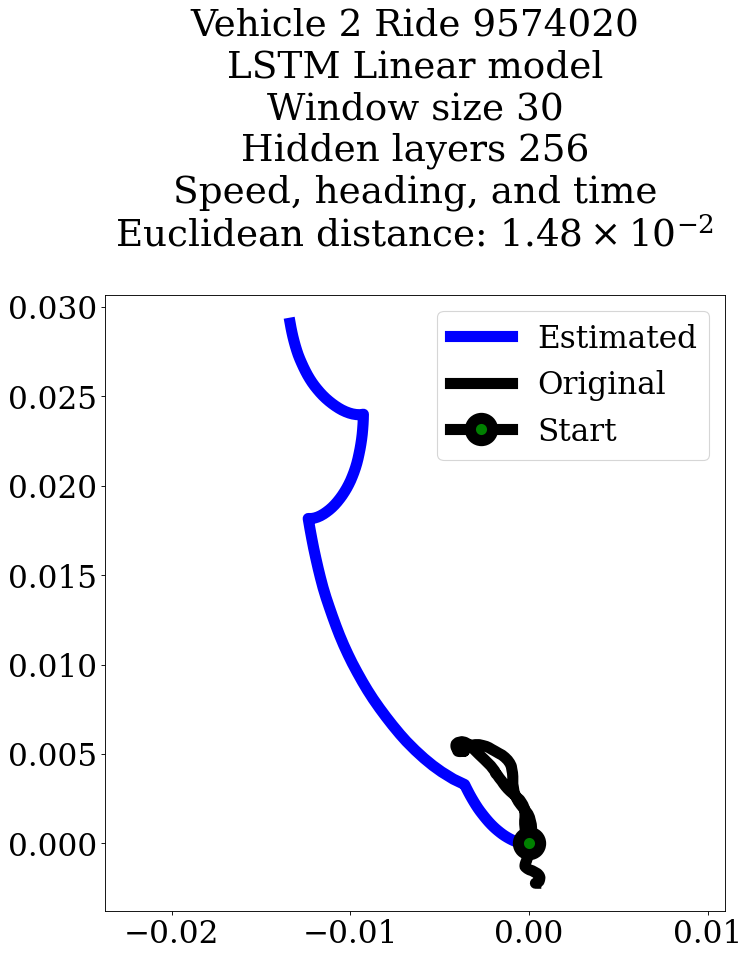 Vehicle 2 Ride 9574020
LSTM Linear model
Window size 30
Hidden layers 256
Speed, heading, and time
Euclidean distance: 1.48 × 10⁻²
0.030
0.025
0.020
0.015
0.010
0.005
0.000
−0.02
−0.01
0.00
0.01
Estimated
Original
Start